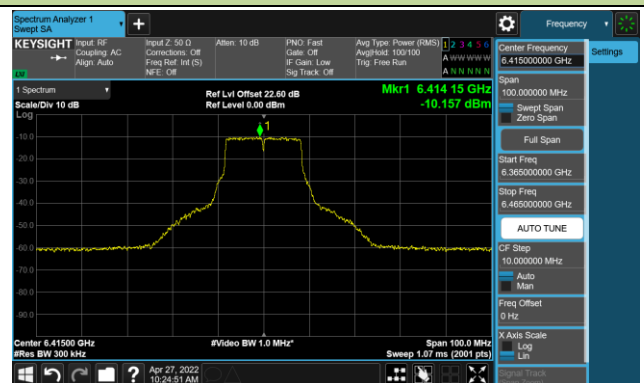 Spectrum Analyzer 1
Swept SA
+
Frequency
KEYSIGHT
Input: RF
Coupling: AC
Align: Auto
Input Z: 50 Ω
Corrections: Off
Freq Ref: Int (S)
NFE: Off
Atten: 10 dB
PNO: Fast
Gate: Off
IF Gain: Low
Sig Track: Off
Avg Type: Power (RMS)
Avg|Hold: 100/100
Trig: Free Run
1 2 3 4 5 6
A W W W W W
A N N N N N
1 Spectrum
Scale/Div 10 dB
Log
Ref Lvl Offset 22.60 dB
Ref Level 0.00 dBm
Mkr1 6.414 15 GHz
-10.157 dBm
1
-10.0
-20.0
-30.0
-40.0
-50.0
-60.0
-70.0
-80.0
-90.0
Center 6.41500 GHz
#Res BW 300 kHz
#Video BW 1.0 MHz*
Span 100.0 MHz
Sweep 1.07 ms (2001 pts)
Center Frequency
6.415000000 GHz
Settings
Span
100.000000 MHz
Swept Span
Zero Span
Full Span
Start Freq
6.365000000 GHz
Stop Freq
6.465000000 GHz
AUTO TUNE
CF Step
10.000000 MHz
Auto
Man
Freq Offset
0 Hz
X Axis Scale
Log
Lin
Signal Track
?
Apr 27, 2022
10:24:51 AM